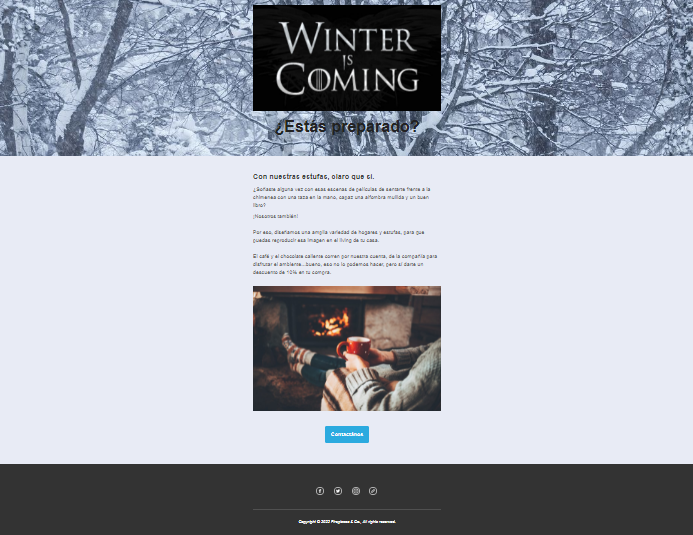 WINTER
IS
COMING
¿Estás preparado?
Con nuestras estufas, claro que si.
¿Soñaste alguna vez con esas escenas de películas de sentarte frente a la
chimenea con una taza en la mano, capaz una alfombra mullida y un buen
libro?
¡Nosotros también!
Por eso, diseñamos una amplia variedad de hogares y estufas, para que
puedas reproducir esa imagen en el living de tu casa.
El café y el chocolate caliente corren por nuestra cuenta, de la compañía para
disfrutar el ambiente...bueno, eso no lo podemos hacer, pero sí darte un
descuento de 10% en tu compra.
Contactános
Copyright © 2022 & Co., All rights reserved.